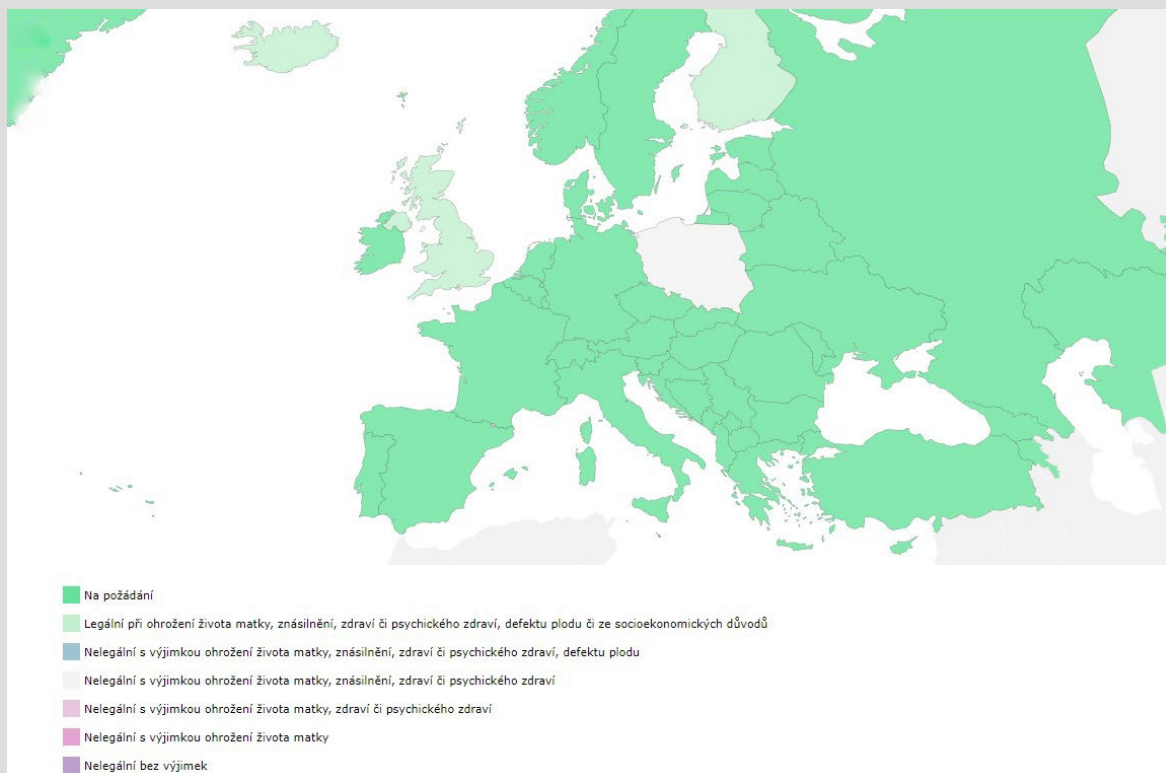 Na požádání
Legální při ohrožení života matky, znásilnění, zdraví či psychického zdraví, defektu plodu či ze socioekonomických důvodů
Nelegální s výjimkou ohrožení života matky, znásilnění, zdraví či psychického zdraví, defektu plodu
Nelegální s výjimkou ohrožení života matky, znásilnění, zdraví či psychického zdraví
Nelegální s výjimkou ohrožení života matky, zdraví či psychického zdraví
Nelegální s výjimkou ohrožení života matky
Nelegální bez výjimek